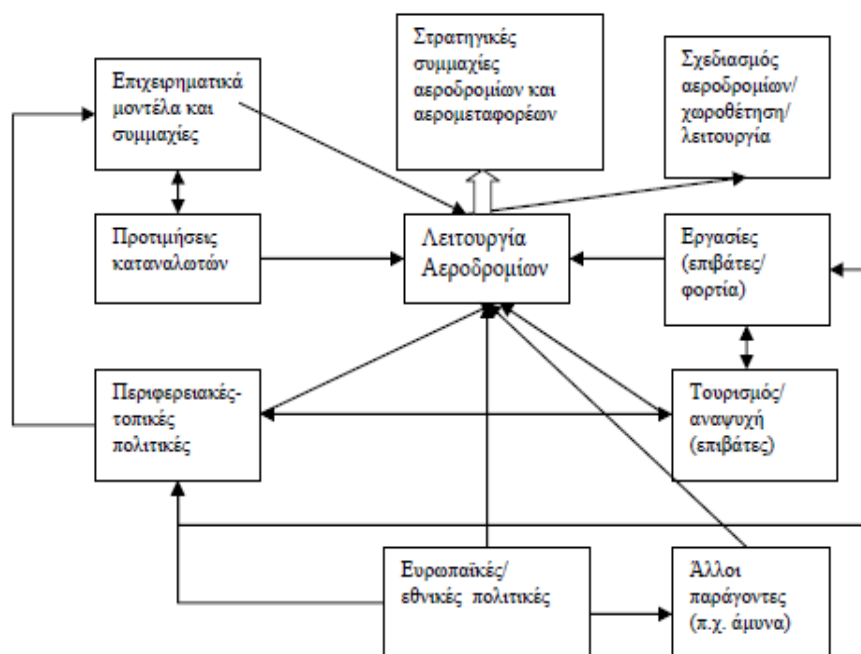 Επιχειρηματικά
μοντέλα και
συμμαχίες
Στρατηγικές
συμμαχίες
αεροδρομίων και
αερομεταφορέων
Σχεδιασμός
αεροδρομίων/
χωροθέτηση/
λειτουργία
Προτιμήσεις
καταναλωτών
Λειτουργία
Αεροδρομίων
Εργασίες
(επιβάτες/
φορτία)
Περιφερειακές-
τοπικές
πολιτικές
Τουρισμός/
αναψυχή
(επιβάτες)
Ευρωπαϊκές/
εθνικές πολιτικές
Άλλοι
παράγοντες
(π.χ. άμυνα)